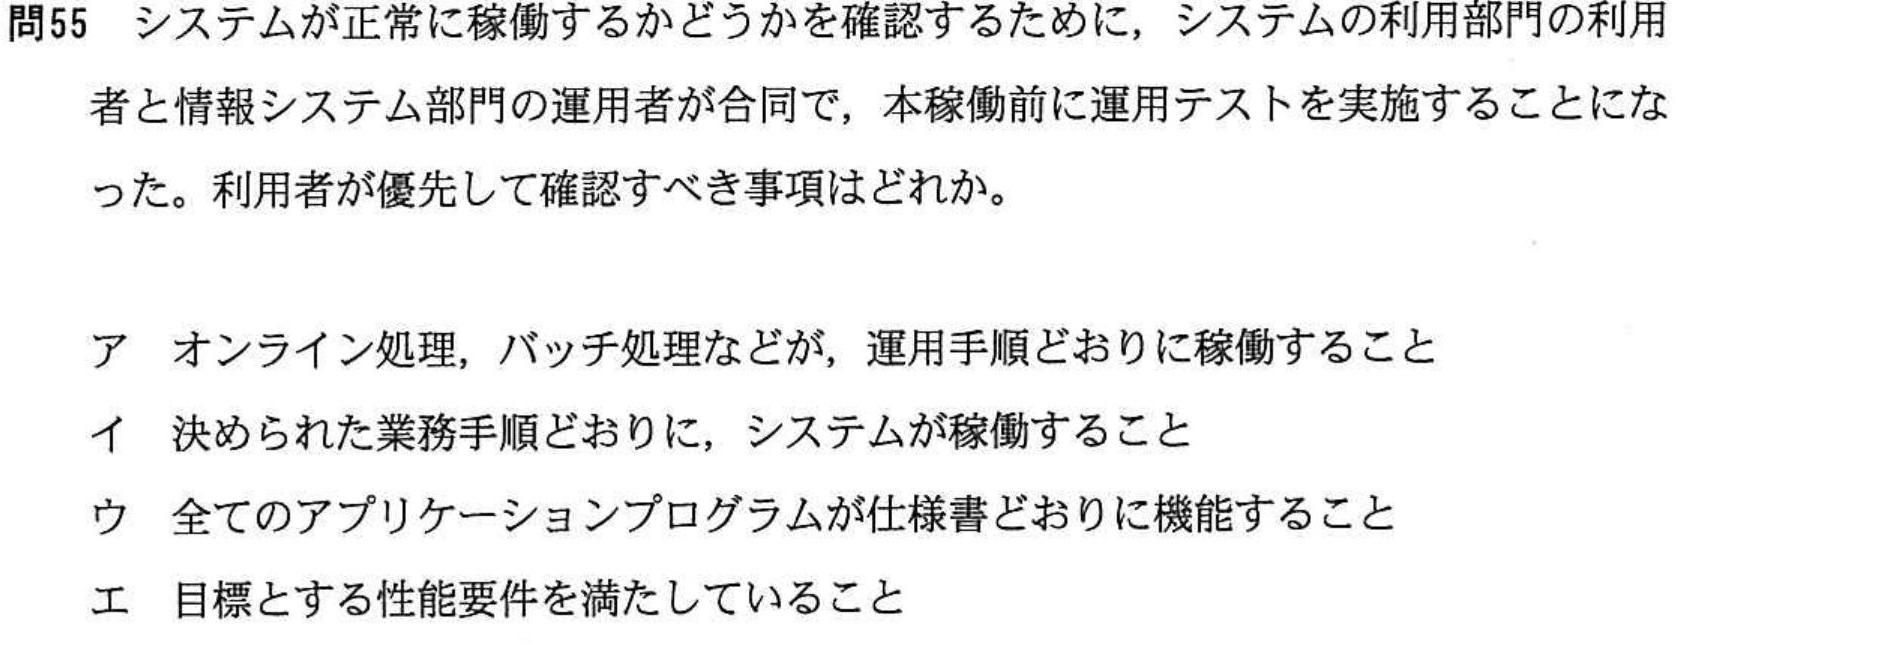 問55　システムが正常に稼働するかどうかを確認するために，システムの利用部門の利用
者と情報システム部門の運用者が合同で，本稼働前に運用テストを実施することにな
った。利用者が優先して確認すべき事項はどれか。
ア　オンライン処理，バッチ処理などが，運用手順どおりに稼働すること
イ　決められた業務手順どおりに，システムが稼働すること
ウ　全てのアプリケーションプログラムが仕様書どおりに機能すること
エ　目標とする性能要件を満たしていること